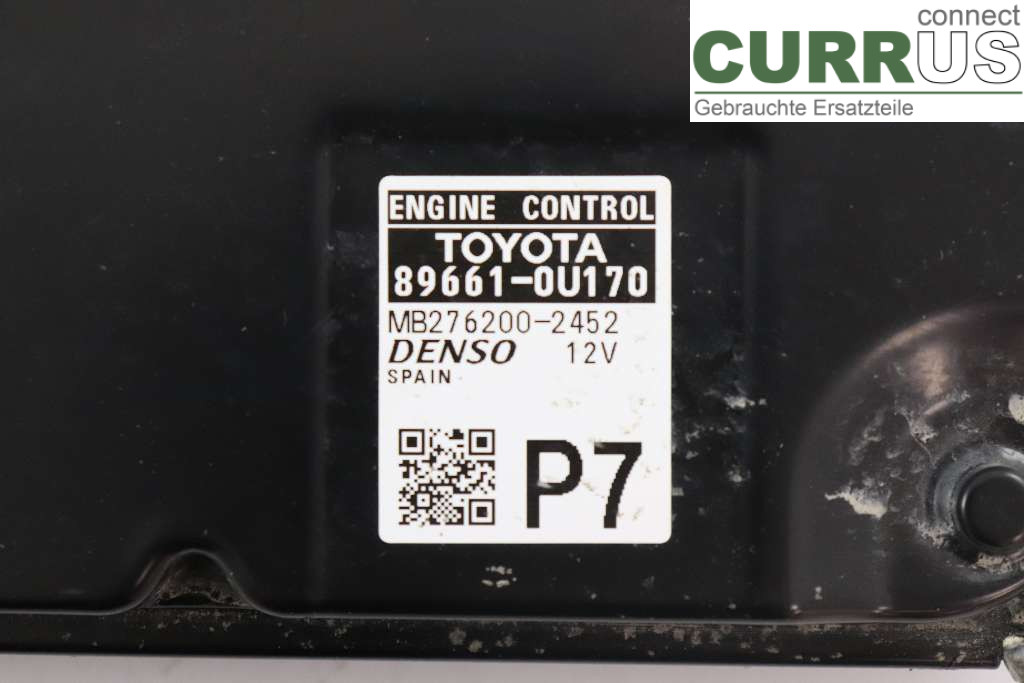 connect
CURRUS
Gebrauchte Ersatzteile
ENGINE CONTROL
TOYOTA
89661-0U170
MB276200-2452
DENSO 12V
SPAIN
P7